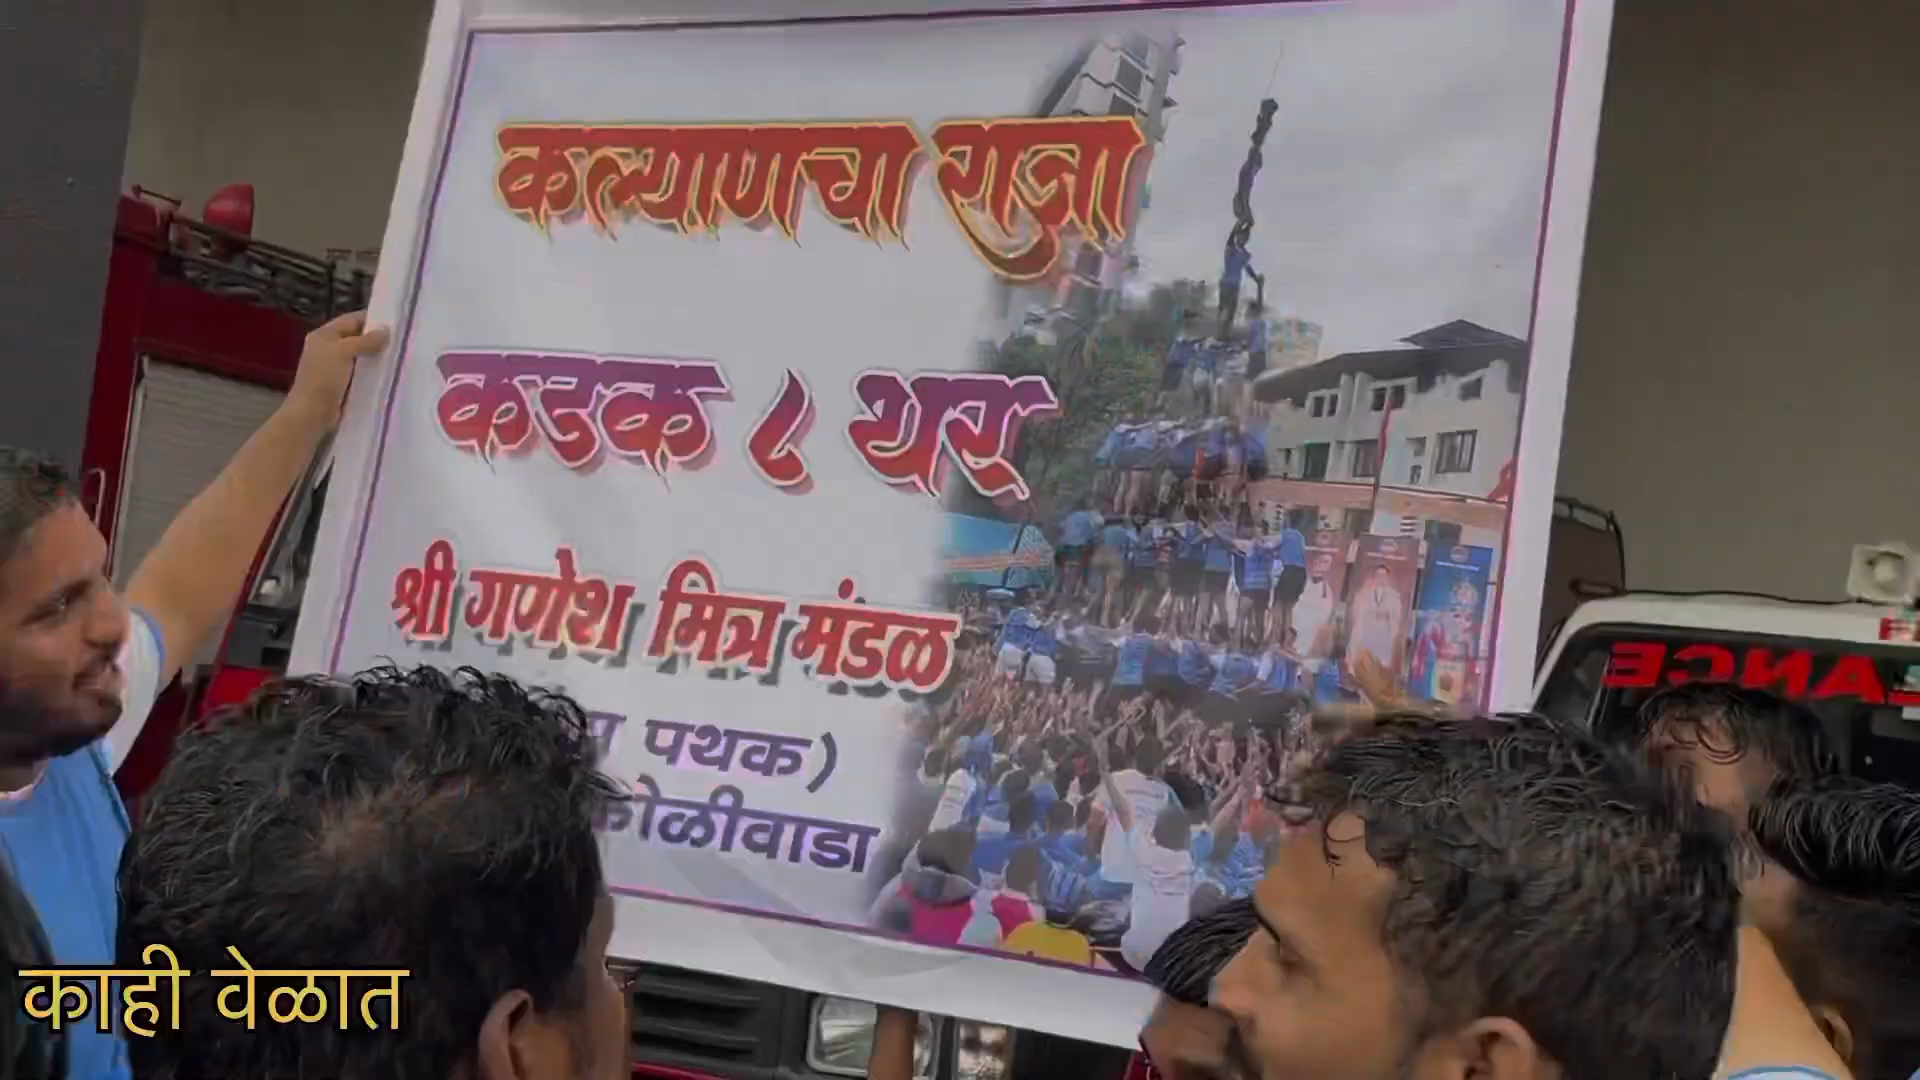 कल्याणचा राजा
कडक ८ थर
श्री गणेश मित्र मंडळ
पथक)
कोळीवाडा
ANCE
काही वेळात